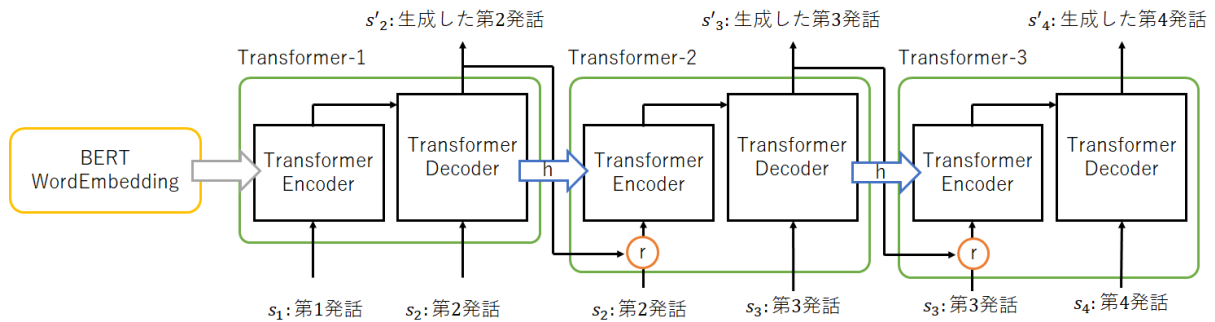 s′₂: 生成した第2発話
s′₃: 生成した第3発話
s′₄: 生成した第4発話
Transformer-1
Transformer-2
Transformer-3
BERT
WordEmbedding
Transformer
Encoder
Transformer
Decoder
h
Transformer
Encoder
Transformer
Decoder
h
Transformer
Encoder
Transformer
Decoder
r
r
s₁: 第1発話
s₂: 第2発話
s₂: 第2発話
s₃: 第3発話
s₃: 第3発話
s₄: 第4発話